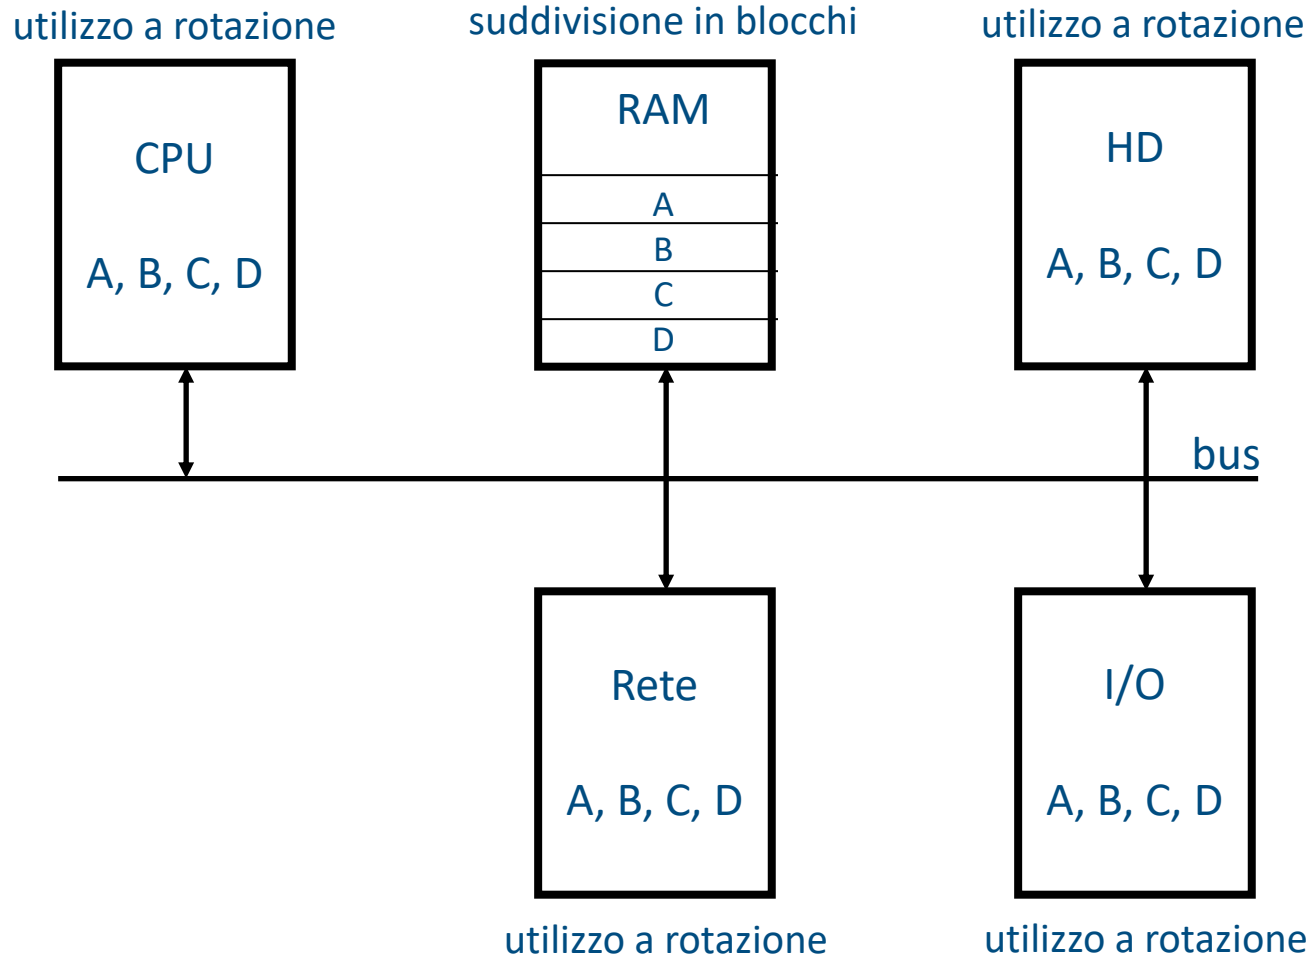 utilizzo a rotazione
suddivisione in blocchi
utilizzo a rotazione
CPU
A, B, C, D
RAM
A
B
C
D
HD
A, B, C, D
bus
Rete
A, B, C, D
I/O
A, B, C, D
utilizzo a rotazione
utilizzo a rotazione